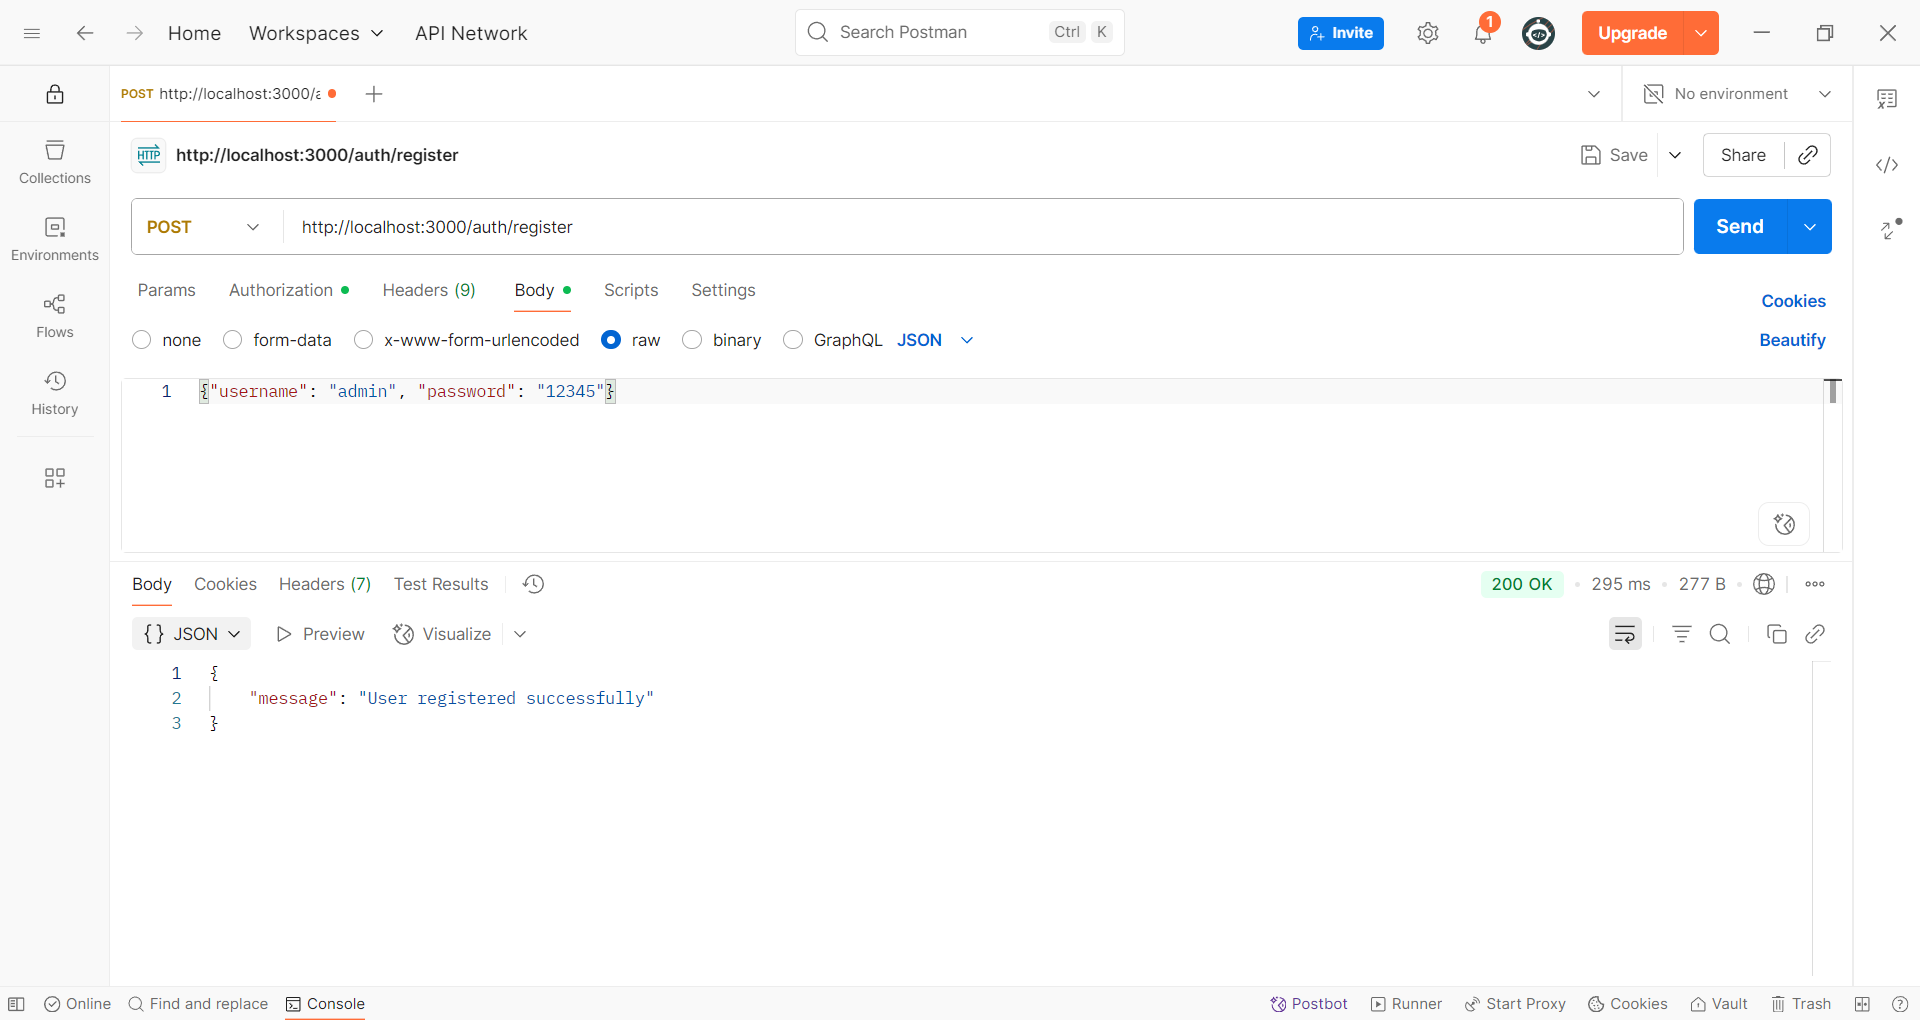 Home Workspaces API Network Search Postman Ctrl K Invite 1 Upgrade
POST http://localhost:3000/a No environment
HTTP http://localhost:3000/auth/register Save Share
POST http://localhost:3000/auth/register Send
Params Authorization Headers (9) Body Scripts Settings Cookies
none form-data x-www-form-urlencoded raw binary GraphQL JSON Beautify
1 {"username": "admin", "password": "12345"}
Collections
Environments
Flows
History
Body Cookies Headers (7) Test Results 200 OK 295 ms 277 B
{} JSON Preview Visualize
1 {
2 "message": "User registered successfully"
3 }
Online Find and replace Console Postbot Runner Start Proxy Cookies Vault Trash